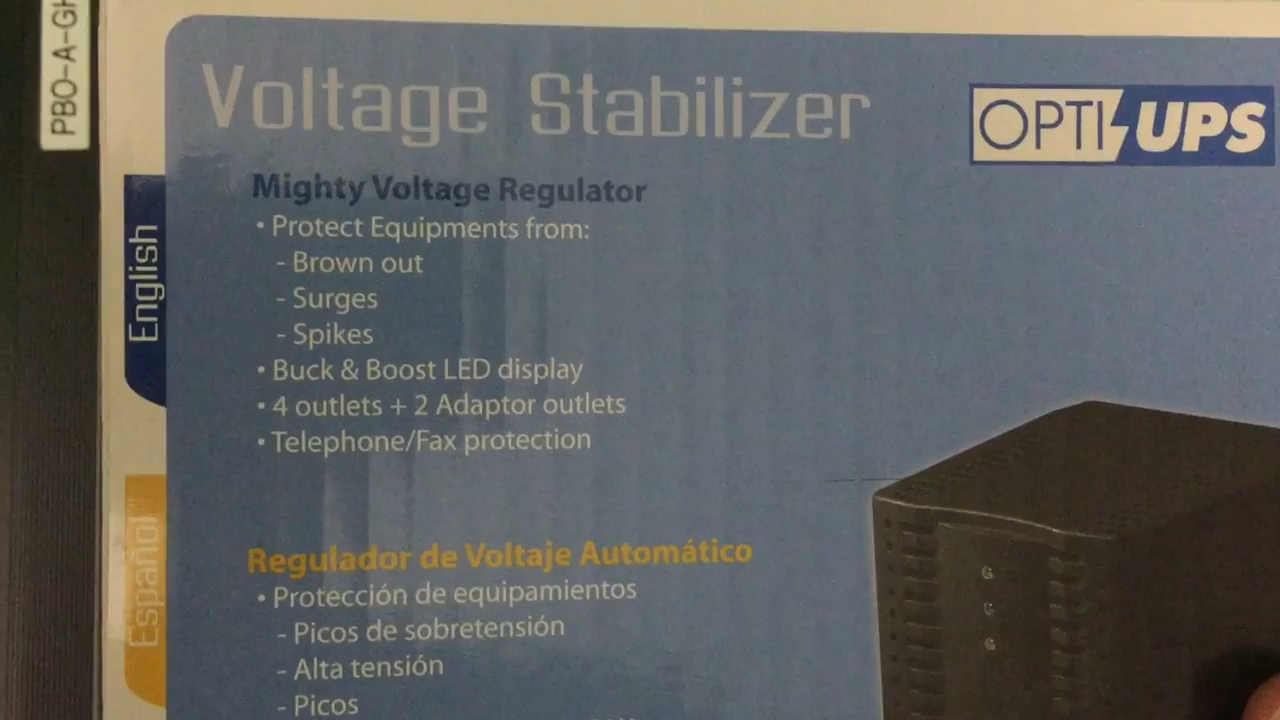 PBO-A-G
Voltage Stabilizer
OPTI-UPS
English
Mighty Voltage Regulator
• Protect Equipments from:
- Brown out
- Surges
- Spikes
• Buck & Boost LED display
• 4 outlets + 2 Adaptor outlets
• Telephone/Fax protection
Español
Regulador de Voltaje Automático
• Protección de equipamientos
- Picos de sobretensión
- Alta tensión
- Picos